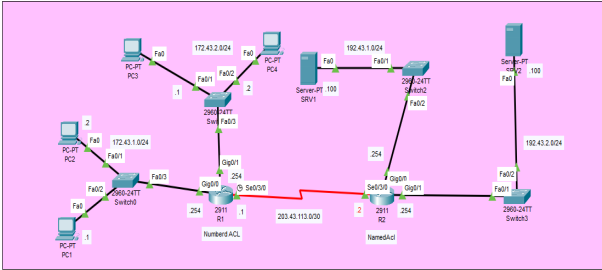 172.43.2.0/24
192.43.1.0/24
PC-PT
PC3
Fa0
Fa0
PC-PT
PC4
Fa0/1
Fa0/2
.1
.2
2960-24TT
Fa0/3
Server-PT
SRV1
Fa0
.100
Fa0/1
2960-24TT
Switch2
Fa0/2
Server-PT
.100
Fa0
192.43.2.0/24
.2
PC-PT
PC2
Fa0
172.43.1.0/24
Fa0/1
Fa0/2
2960-24TT
Switch0
Fa0/3
Fa0
PC-PT
PC1
.1
Gig0/1
.254
Gig0/0
Se0/3/0
.254
2911
R1
.1
Numberd ACL
203.43.113.0/30
.254
Gig0/0
Se0/3/0
Gig0/1
2
2911
R2
.254
NamedAcl
Fa0/2
Fa0/1
2960-24TT
Switch3